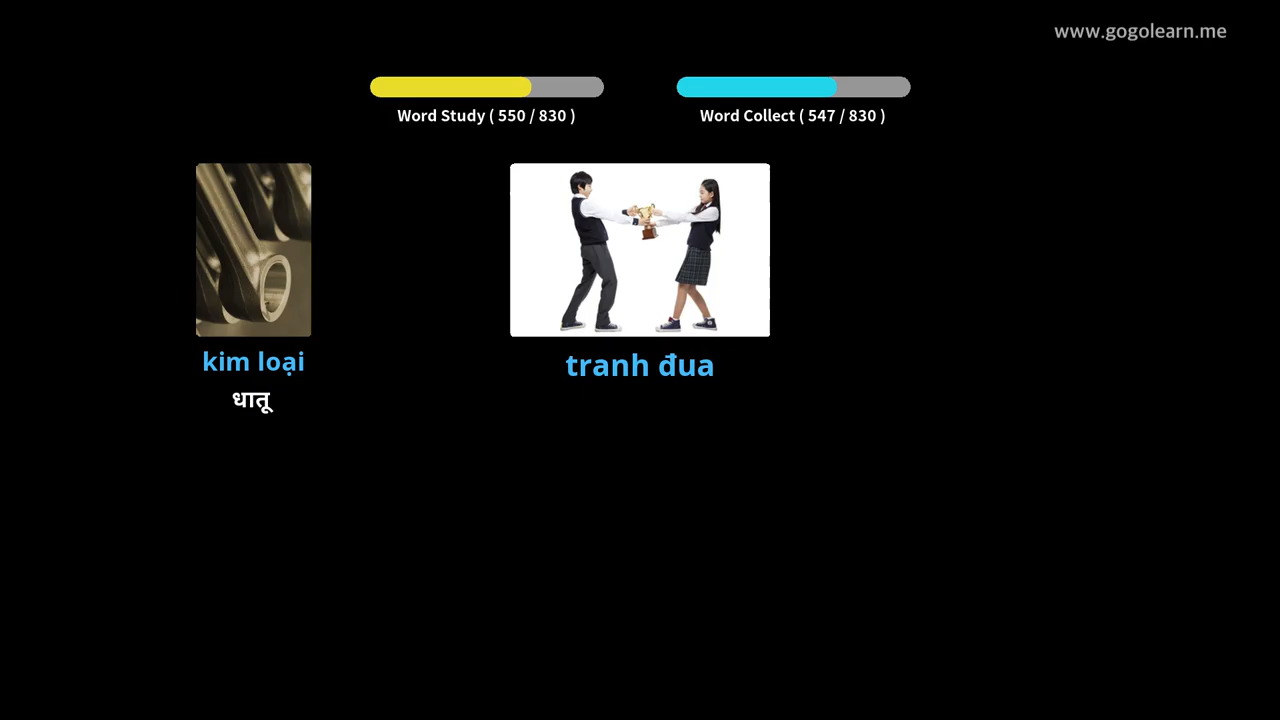 www.gogolearn.me
Word Study ( 550 / 830 )
Word Collect ( 547 / 830 )
kim loại
धातू
tranh đua